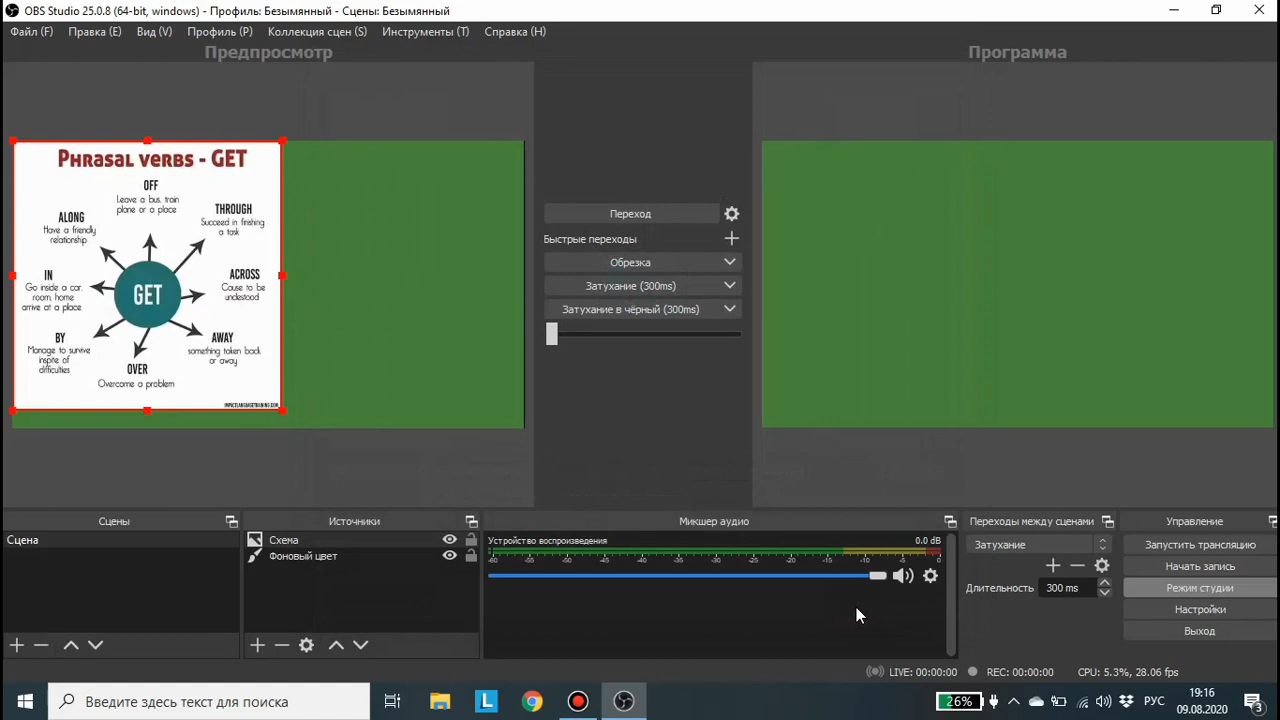 OBS Studio 25.0.8 (64-bit, windows) - Профиль: Безымянный - Сцены: Безымянный
Файл (F) Правка (E) Вид (V) Профиль (P) Коллекция сцен (S) Инструменты (T) Справка (H)
Предпросмотр
Программа
Phrasal verbs - GET
OFF
Leave a bus, train
plane or a place
THROUGH
Succeed in finishing
a task
ALONG
Have a friendly
relationship
IN
Go inside a car,
room, home
arrive at a place
GET
ACROSS
Cause to be
undestood
BY
Manage to survive
inspite of
difficulties
AWAY
something taken back
or away
OVER
Overcome a problem
IMPACTLANGUAGETRAINING.COM
Переход
Быстрые переходы
Обрезка
Затухание (300ms)
Затухание в чёрный (300ms)
Сцены
Сцена
Источники
Схема
Фоновый цвет
Микшер аудио
Устройство воспроизведения 0.0 dB
-60 -55 -50 -45 -40 -35 -30 -25 -20 -15 -10 -5 0
Переходы между сценами
Затухание
Длительность 300 ms
Управление
Запустить трансляцию
Начать запись
Режим студии
Настройки
Выход
LIVE: 00:00:00 REC: 00:00:00 CPU: 5.3%, 28.06 fps
Введите здесь текст для поиска
L
26%
РУС
19:16
09.08.2020
3